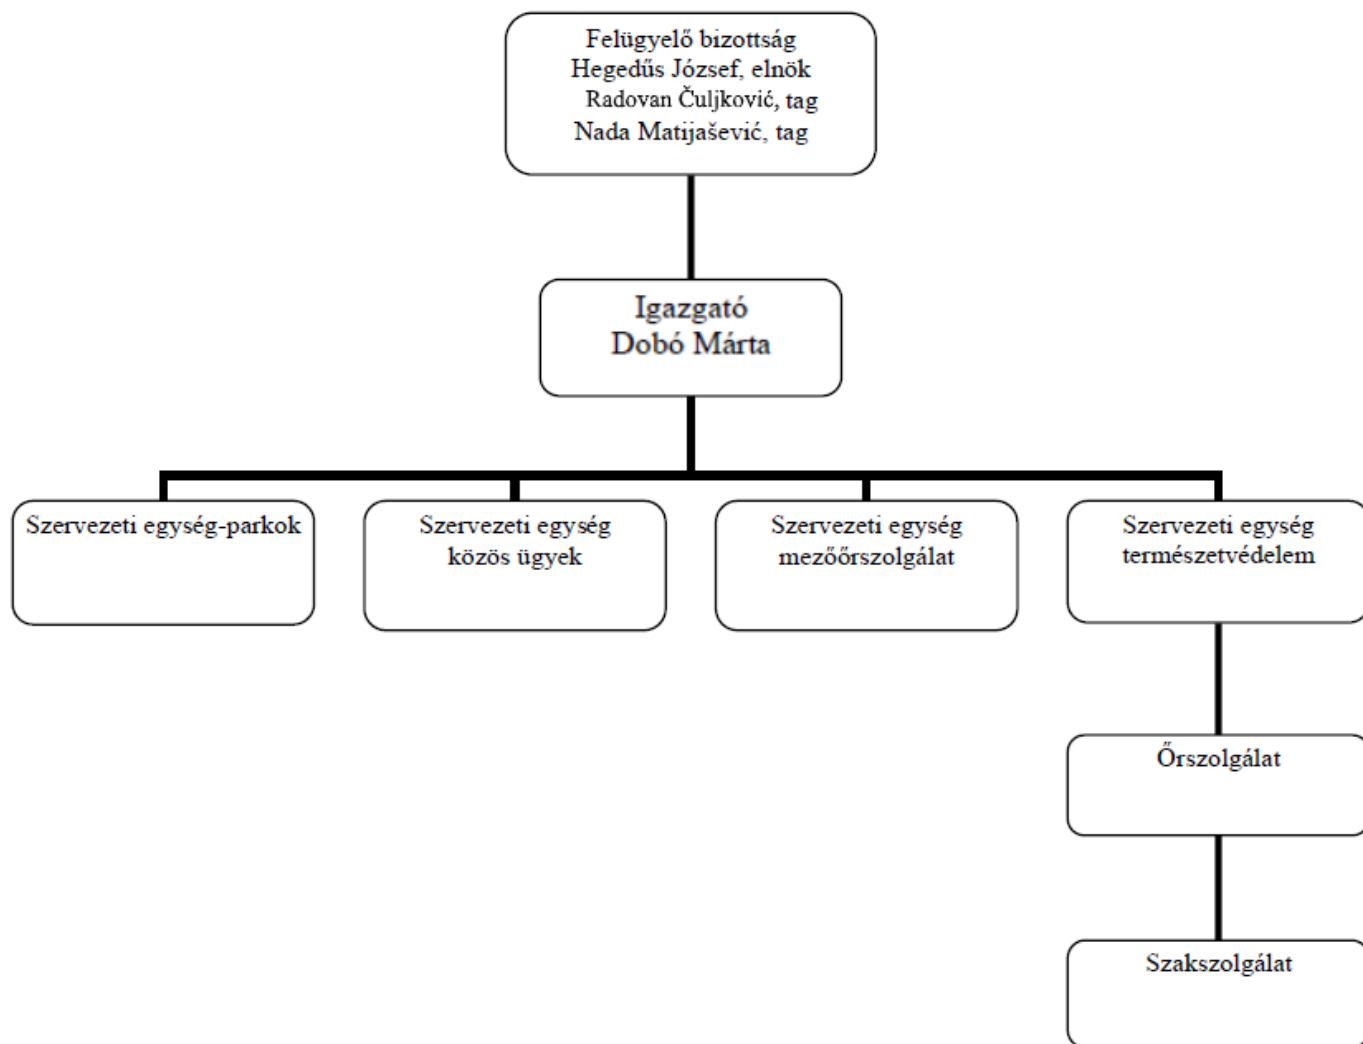 Felügyelő bizottság
Hegedűs József, elnök
Radovan Čuljković, tag
Nada Matijašević, tag
Igazgató
Dobó Márta
Szervezeti egység-parkok
Szervezeti egység
közös ügyek
Szervezeti egység
mezőőrszolgálat
Szervezeti egység
természetvédelem
Őrszolgálat
Szakszolgálat